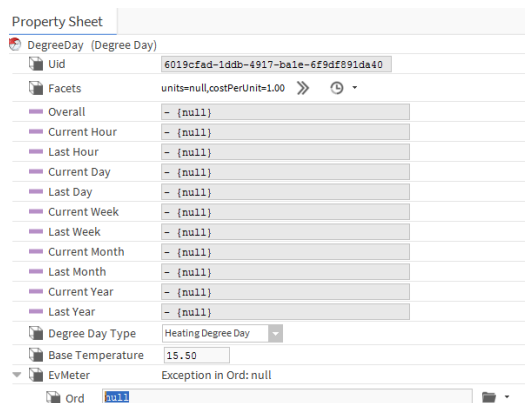 Property Sheet
DegreeDay (Degree Day)
Uid 6019cfad-1ddb-4917-ba1e-6f9df891da40
Facets units=null,costPerUnit=1.00
Overall - {null}
Current Hour - {null}
Last Hour - {null}
Current Day - {null}
Last Day - {null}
Current Week - {null}
Last Week - {null}
Current Month - {null}
Last Month - {null}
Current Year - {null}
Last Year - {null}
Degree Day Type Heating Degree Day
Base Temperature 15.50
EvMeter Exception in Ord: null
Ord null